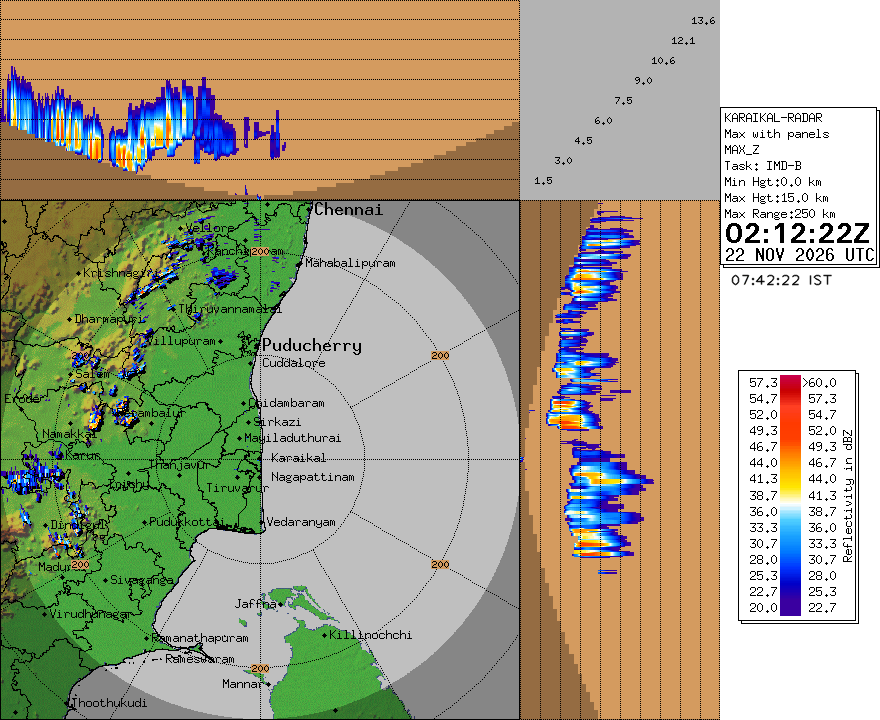 13.6
12.1
10.6
9.0
7.5
6.0
4.5
3.0
1.5
KARAIKAL-RADAR
Max with panels
MAX_Z
Task: IMD-B
Min Hgt:0.0 km
Max Hgt:15.0 km
Max Range:250 km
02:12:22Z
22 NOV 2026 UTC
07:42:22 IST
Chennai
Vellore
200
Mahabalipuram
Krishnagiri
Thiruvannamalai
Dharmapuri
Villupuram
Puducherry
200
Cuddalore
Salem
Erode
Chidambaram
Perambalur
Sirkazi
Namakkal
Mayiladuthurai
Karur
Karaikal
Thanjavur
Nagapattinam
Tiruvarur
Pudukkottai
Vedaranyam
200
200
Madurai
Sivaganga
Jaffna
Virudhunagar
Killinochchi
Ramanathapuram
Rameswaram
200
Mannar
Thoothukudi
57.3 >60.0
54.7 57.3
52.0 54.7
49.3 52.0
46.7 49.3
44.0 46.7
41.3 44.0
38.7 41.3
36.0 38.7
33.3 36.0
30.7 33.3
28.0 30.7
25.3 28.0
22.7 25.3
20.0 22.7
Reflectivity in dBZ